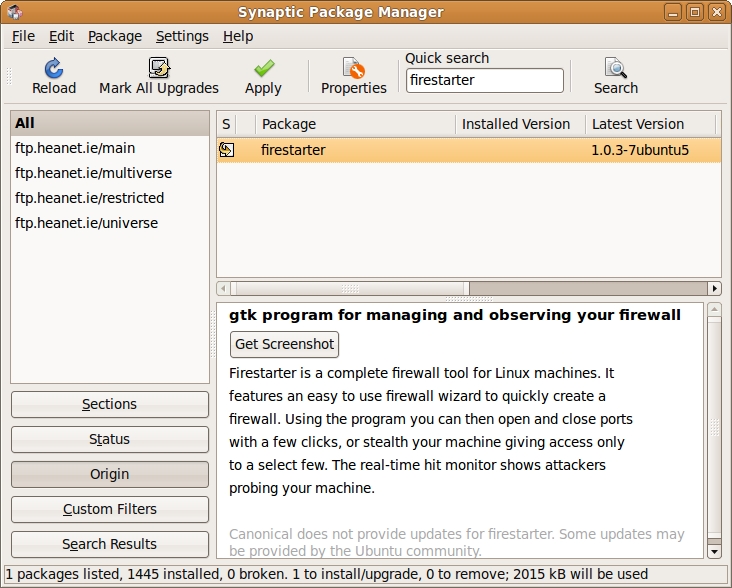 Synaptic Package Manager
File Edit Package Settings Help
Reload Mark All Upgrades Apply Properties Quick search Search
firestarter
All
ftp.heanet.ie/main
ftp.heanet.ie/multiverse
ftp.heanet.ie/restricted
ftp.heanet.ie/universe
Sections
Status
Origin
Custom Filters
Search Results
S Package Installed Version Latest Version
firestarter 1.0.3-7ubuntu5
gtk program for managing and observing your firewall
Get Screenshot
Firestarter is a complete firewall tool for Linux machines. It
features an easy to use firewall wizard to quickly create a
firewall. Using the program you can then open and close ports
with a few clicks, or stealth your machine giving access only
to a select few. The real-time hit monitor shows attackers
probing your machine.
Canonical does not provide updates for firestarter. Some updates may
be provided by the Ubuntu community.
1 packages listed, 1445 installed, 0 broken. 1 to install/upgrade, 0 to remove; 2015 kB will be used